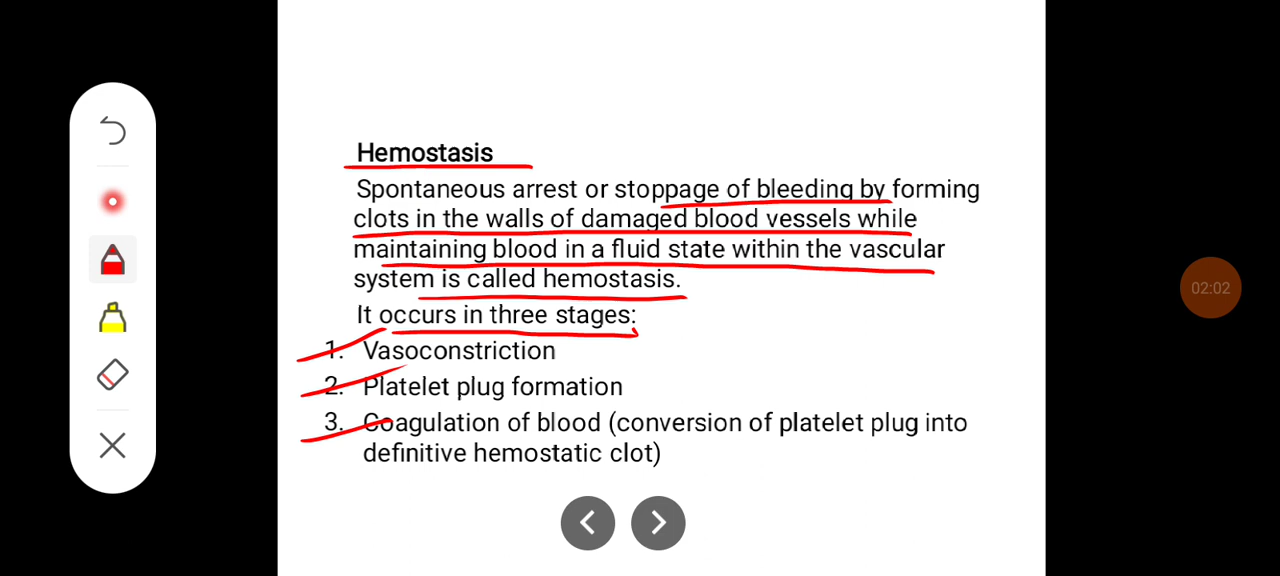 Hemostasis
Spontaneous arrest or stoppage of bleeding by forming
clots in the walls of damaged blood vessels while
maintaining blood in a fluid state within the vascular
system is called hemostasis.
It occurs in three stages:
1. Vasoconstriction
2. Platelet plug formation
3. Coagulation of blood (conversion of platelet plug into
definitive hemostatic clot)
02:02